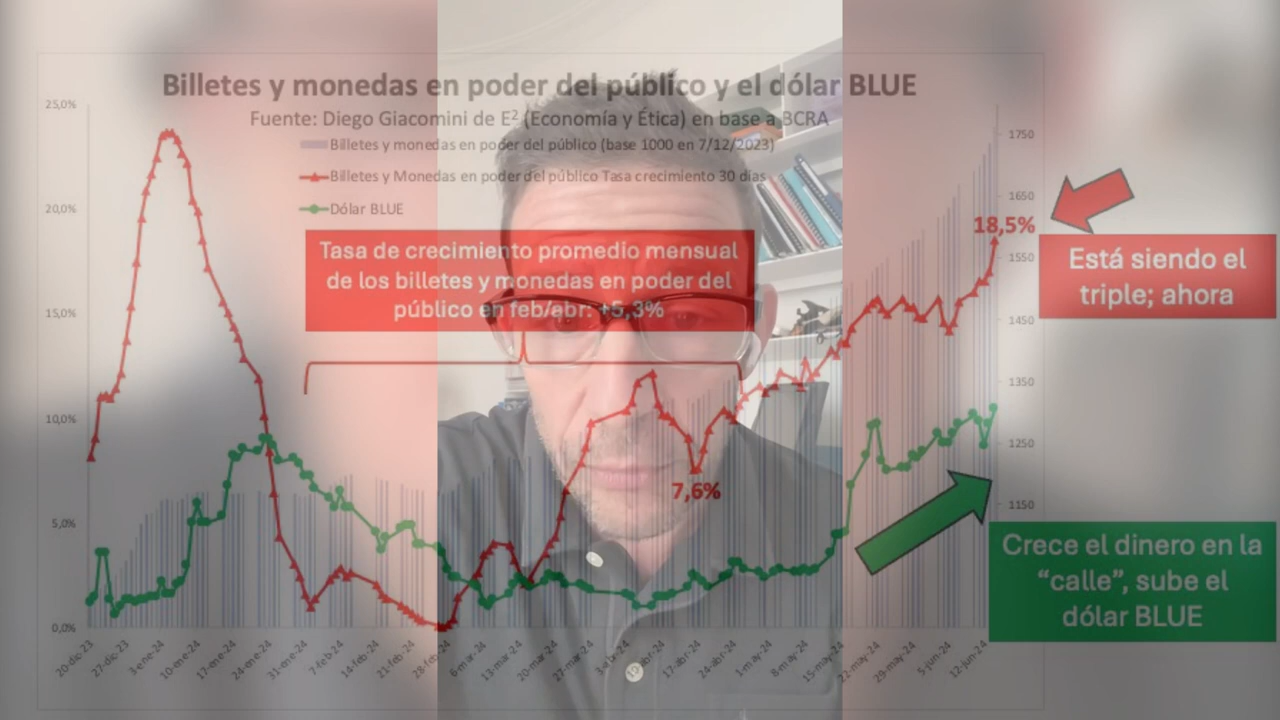 Billetes y monedas en poder del público y el dólar BLUE
Fuente: Diego Giacomini de E² (Economía y Ética) en base a BCRA
Billetes y monedas en poder del público (base 1000 en 7/12/2023)
Billetes y Monedas en poder del público Tasa crecimiento 30 días
Dólar BLUE
Tasa de crecimiento promedio mensual
de los billetes y monedas en poder del
público en feb/abr: +5,3%
25,0%
20,0%
15,0%
10,0%
5,0%
0,0%
1750
1650
1550
1450
1350
1250
1150
18,5%
Está siendo el
triple; ahora
7,6%
Crece el dinero en la
“calle”, sube el
dólar BLUE
20-dic-23
27-dic-23
3-ene-24
10-ene-24
17-ene-24
24-ene-24
31-ene-24
7-feb-24
14-feb-24
21-feb-24
28-feb-24
6-mar-24
13-mar-24
20-mar-24
27-mar-24
3-abr-24
10-abr-24
17-abr-24
24-abr-24
1-may-24
8-may-24
15-may-24
22-may-24
29-may-24
5-jun-24
12-jun-24